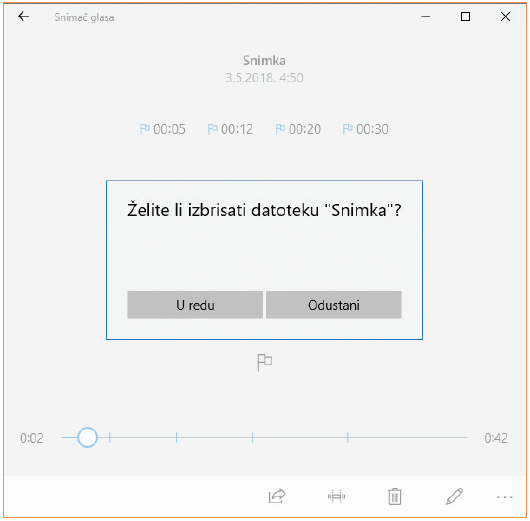 Snimač glasa
Snimka
3.5.2018. 4:50
00:05 00:12 00:20 00:30
Želite li izbrisati datoteku "Snimka"?
U redu Odustani
0:02 0:42